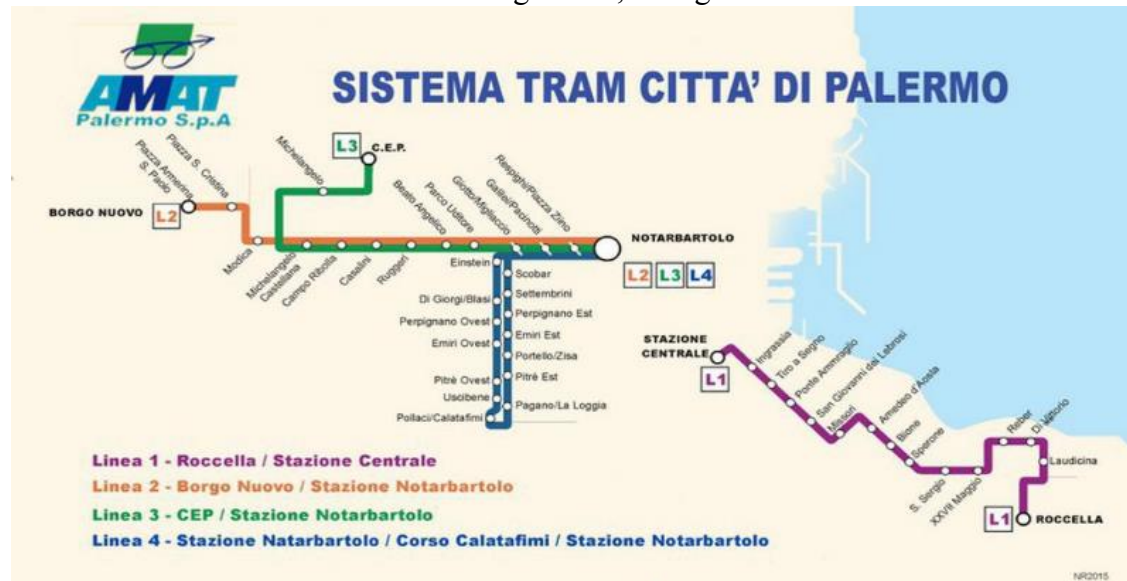 AMAT
Palermo S.p.A
SISTEMA TRAM CITTA' DI PALERMO
L3
C.E.P.
Michelangelo
Piazza S. Cristina
Piazza Armerina
S. Paolo
BORGO NUOVO
L2
Modica
Michelangelo
Castellana
Campo Ribolla
Casalini
Ruggeri
Beato Angelico
Parco Uditore
Giotto/Migliaccio
Galilei/Pacinotti
Respighi/Piazza Ziino
NOTARBARTOLO
L2 L3 L4
Einstein
Scobar
Settembrini
Di Giorgi/Blasi
Perpignano Est
Perpignano Ovest
Emiri Est
Emiri Ovest
Portello/Zisa
Pitrè Est
Pitrè Ovest
Uscibene
Pagano/La Loggia
Pollaci/Calatafimi
STAZIONE
CENTRALE
L1
Ingrassia
Tiro a Segno
Ponte Ammiraglio
San Giovanni dei Lebrosi
Missori
Amedeo d'Aosta
Bione
Sperone
S. Sergio
XXVII Maggio
Reber
Di Vittorio
Laudicina
L1
ROCCELLA
Linea 1 - Roccella / Stazione Centrale
Linea 2 - Borgo Nuovo / Stazione Notarbartolo
Linea 3 - CEP / Stazione Notarbartolo
Linea 4 - Stazione Natarbartolo / Corso Calatafimi / Stazione Notarbartolo
NR2015